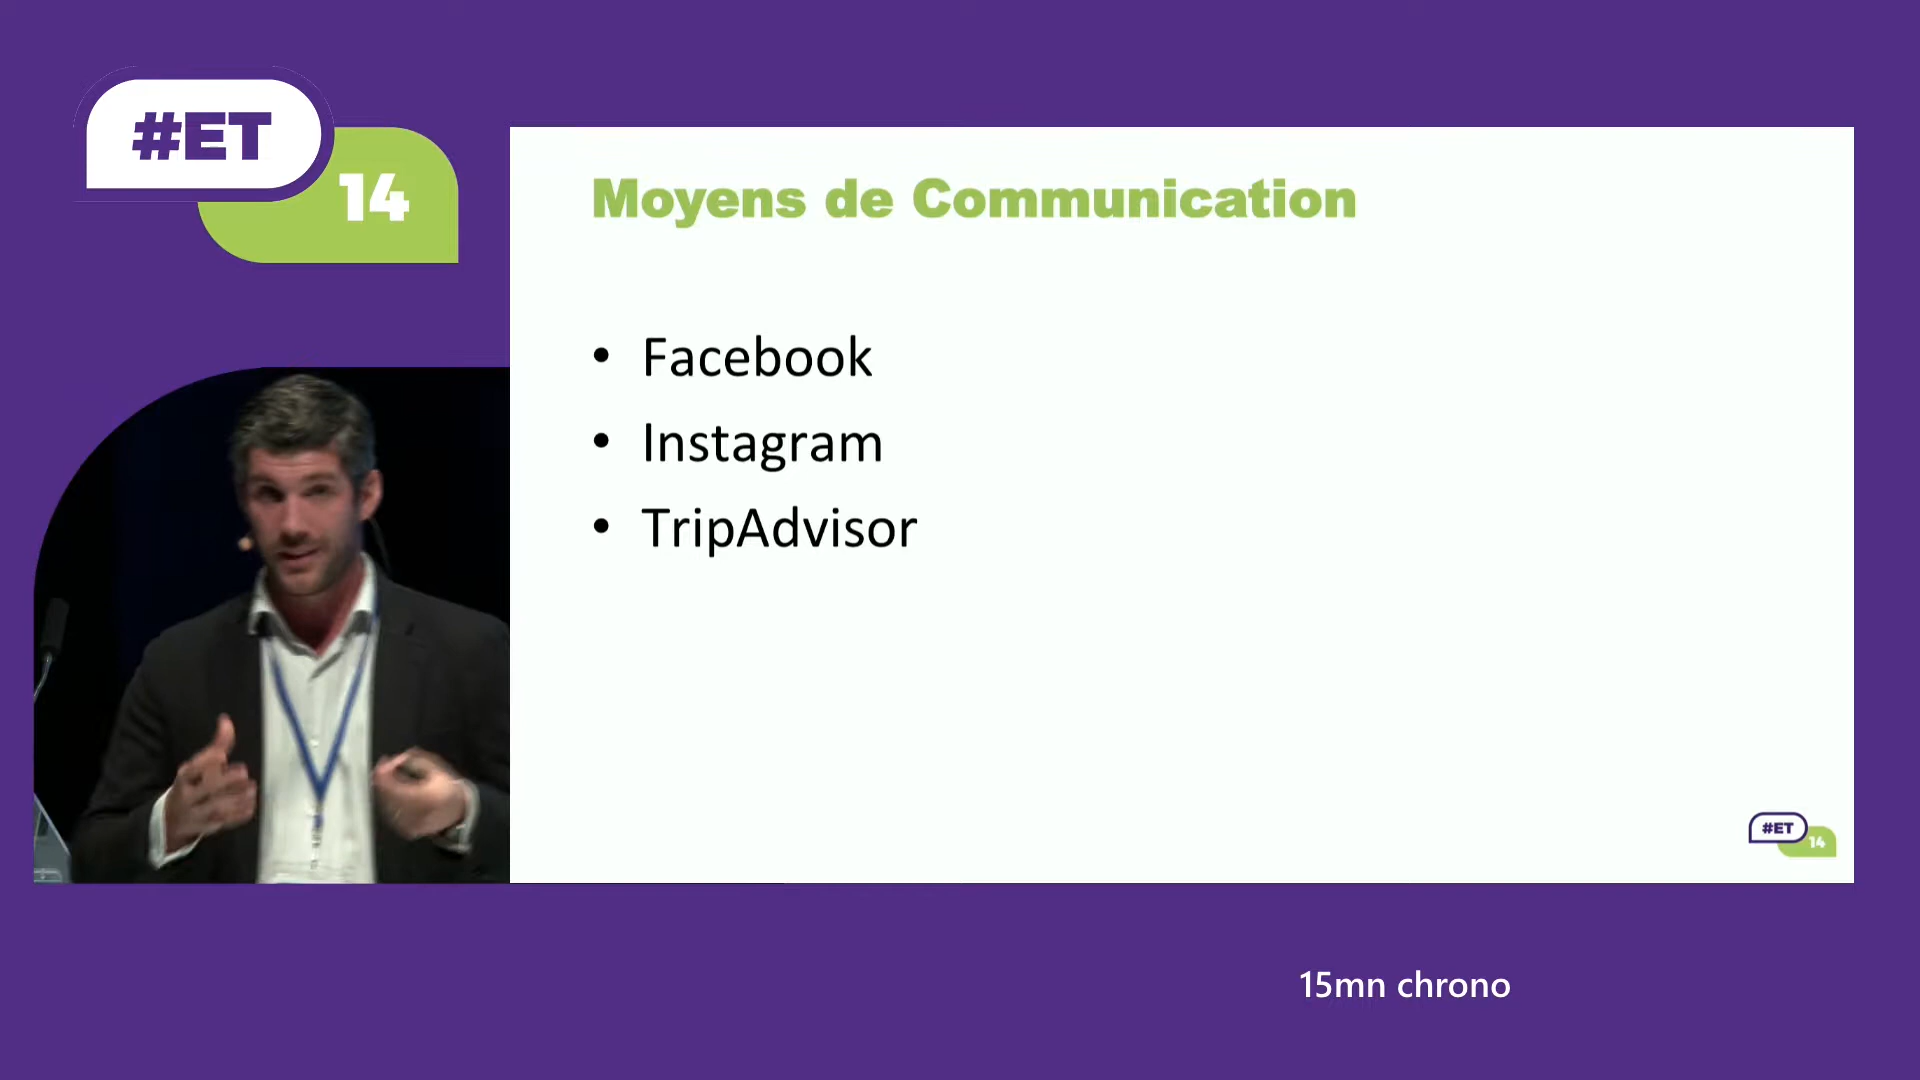 #ET
14
Moyens de Communication
• Facebook
• Instagram
• TripAdvisor
#ET
14
15mn chrono